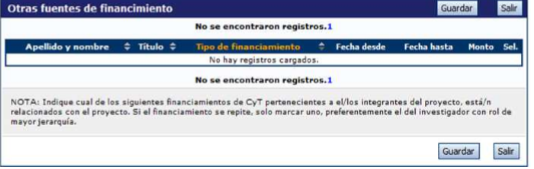 Otras fuentes de financimiento Guardar Salir
No se encontraron registros.1
Apellido y nombre Título Tipo de financiamiento Fecha desde Fecha hasta Monto Sel.
No hay registros cargados.
No se encontraron registros.1
NOTA: Indique cual de los siguientes financiamientos de CyT pertenecientes a el/los integrantes del proyecto, está/n
relacionados con el proyecto. Si el financiamiento se repite, solo marcar uno, preferentemente el del investigador con rol de
mayor jerarquía.
Guardar Salir